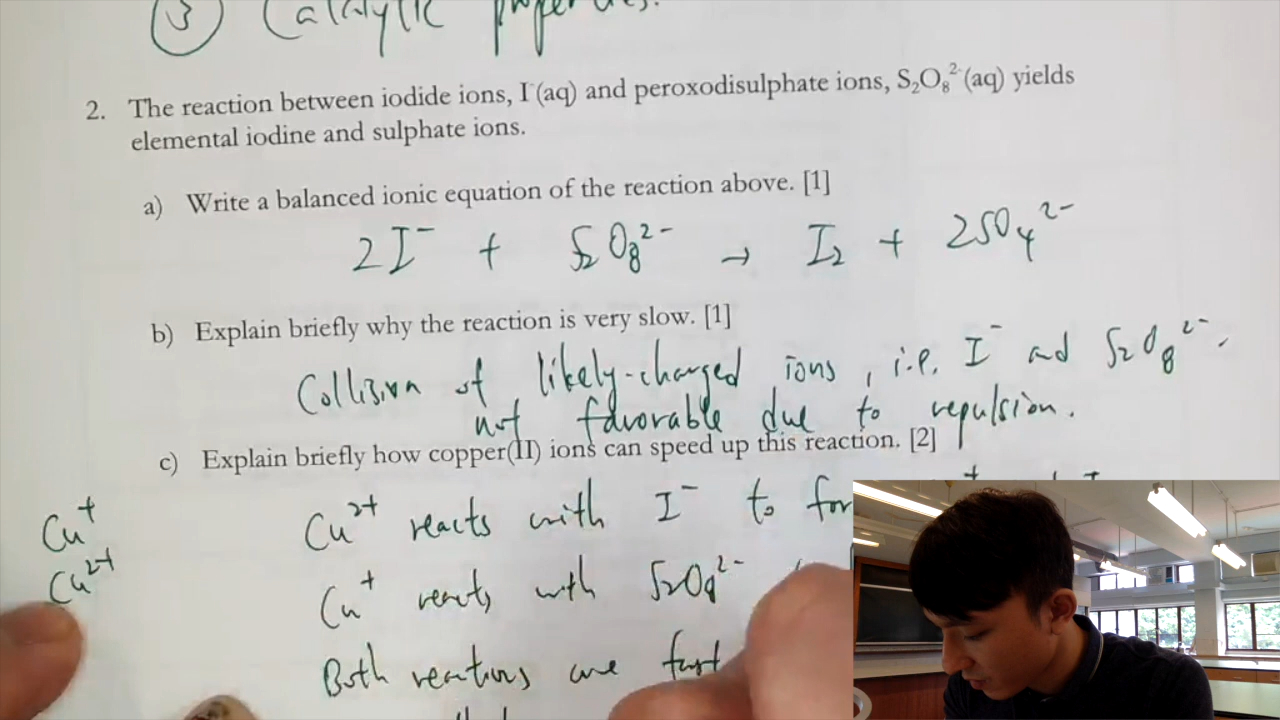 ③ Catalytic properties.
2. The reaction between iodide ions, I⁻(aq) and peroxodisulphate ions, S₂O₈²⁻(aq) yields
elemental iodine and sulphate ions.
a) Write a balanced ionic equation of the reaction above. [1]
2I⁻ + S₂O₈²⁻ → I₂ + 2SO₄²⁻
b) Explain briefly why the reaction is very slow. [1]
Collision of likely-charged ions, i.e. I⁻ and S₂O₈²⁻,
not favorable due to repulsion.
c) Explain briefly how copper(II) ions can speed up this reaction. [2]
Cu⁺
Cu²⁺ reacts with I⁻ to for
Cu²⁺
Cu⁺ reacts with S₂O₈²⁻
Both reactions are fast